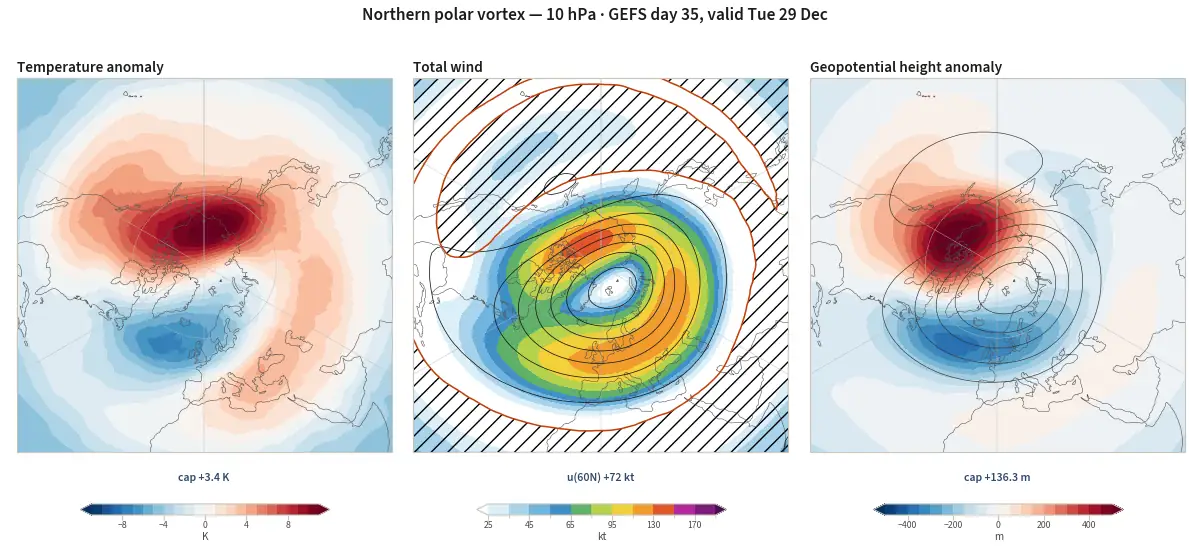 Northern polar vortex — 10 hPa · GEFS day 35, valid Tue 29 Dec
Temperature anomaly
Total wind
Geopotential height anomaly
cap +3.4 K
u(60N) +72 kt
cap +136.3 m
−8 −4 0 4 8
K
25 45 65 95 130 170
kt
−400 −200 0 200 400
m